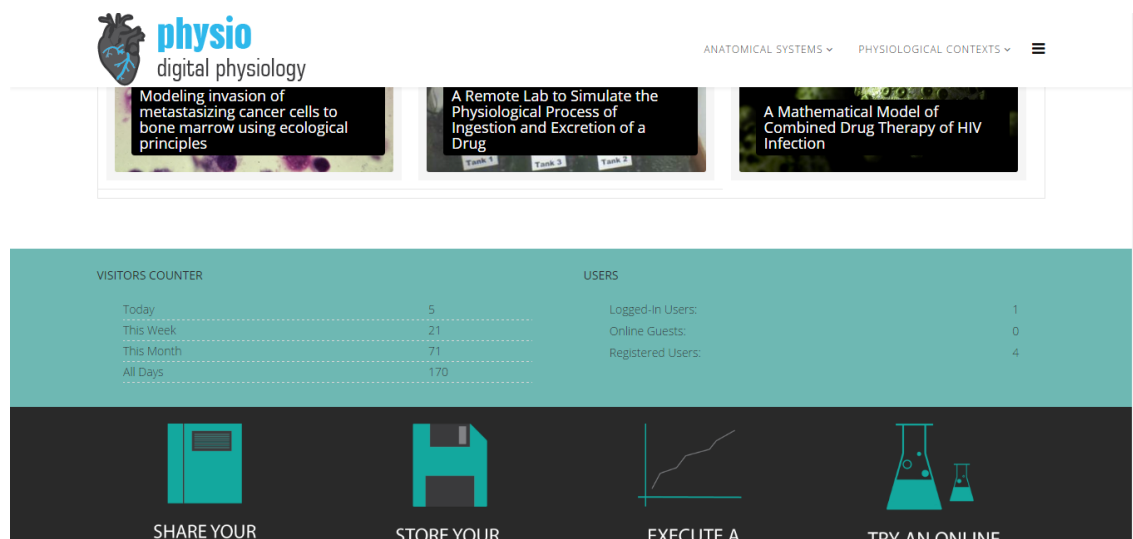 physio
digital physiology
ANATOMICAL SYSTEMS
PHYSIOLOGICAL CONTEXTS
Modeling invasion of
metastasizing cancer cells to
bone marrow using ecological
principles
A Remote Lab to Simulate the
Physiological Process of
Ingestion and Excretion of a
Drug
Tank 1
Tank 3
Tank 2
A Mathematical Model of
Combined Drug Therapy of HIV
Infection
VISITORS COUNTER
Today 5
This Week 21
This Month 71
All Days 170
USERS
Logged-In Users: 1
Online Guests: 0
Registered Users: 4
SHARE YOUR
STORE YOUR
EXECUTE A
TRY AN ONLINE